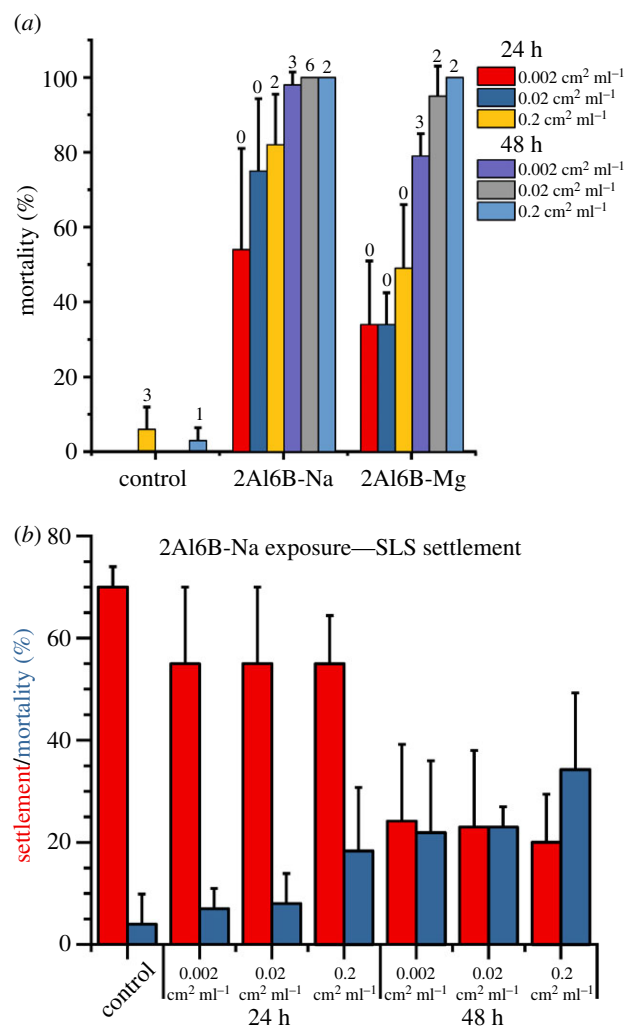 (a)
24 h
0.002 cm² ml⁻¹
0.02 cm² ml⁻¹
0.2 cm² ml⁻¹
48 h
0.002 cm² ml⁻¹
0.02 cm² ml⁻¹
0.2 cm² ml⁻¹
mortality (%)
100
80
60
40
20
0
3 1
0 0 2 3 6 2
0 0 0 3 2 2
control 2Al6B-Na 2Al6B-Mg
(b)
2Al6B-Na exposure—SLS settlement
settlement/mortality (%)
80
60
40
20
0
control
0.002 0.02 0.2 0.002 0.02 0.2
cm² ml⁻¹ cm² ml⁻¹ cm² ml⁻¹ cm² ml⁻¹ cm² ml⁻¹ cm² ml⁻¹
24 h 48 h